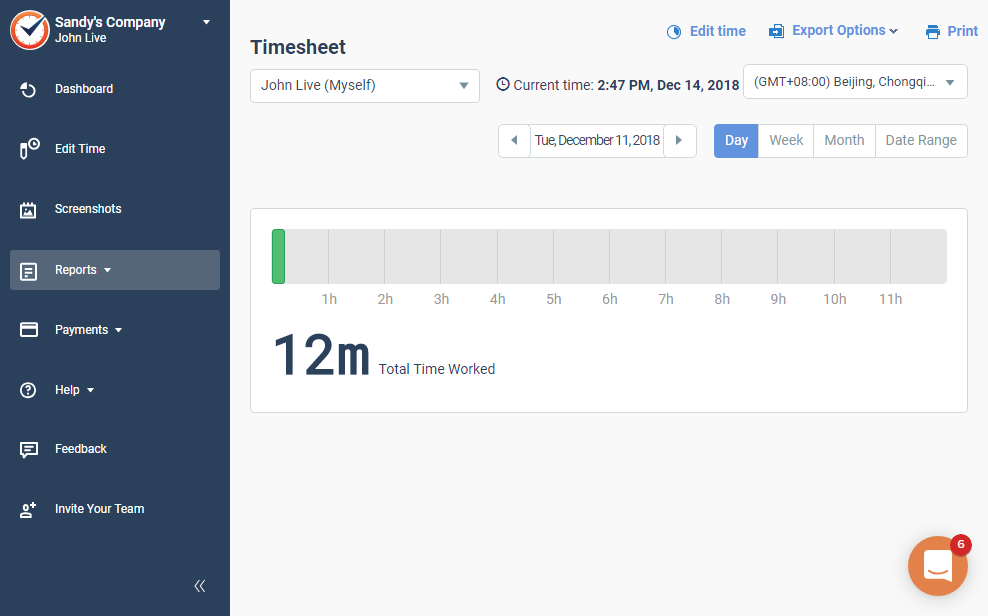 Sandy's Company
John Live
Dashboard
Edit Time
Screenshots
Reports
Payments
Help
Feedback
Invite Your Team
Edit time
Export Options
Print
Timesheet
John Live (Myself)
Current time: 2:47 PM, Dec 14, 2018
(GMT+08:00) Beijing, Chongqi...
Tue, December 11, 2018
Day Week Month Date Range
1h 2h 3h 4h 5h 6h 7h 8h 9h 10h 11h
12m Total Time Worked
6